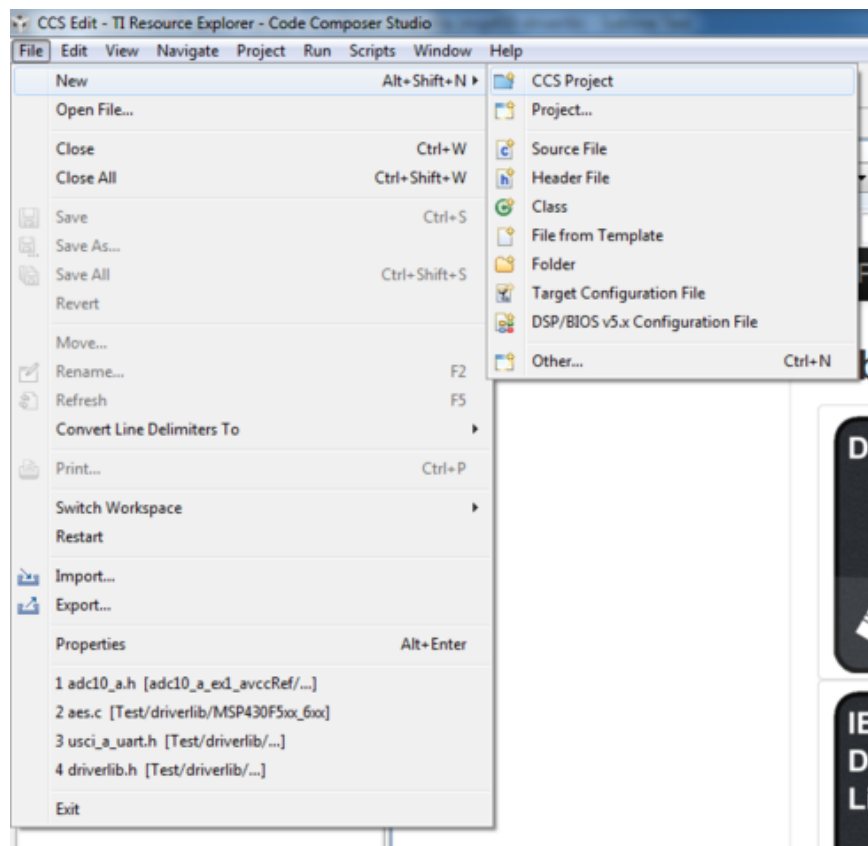 CCS Edit - TI Resource Explorer - Code Composer Studio
File Edit View Navigate Project Run Scripts Window Help
New Alt+Shift+N
Open File...
Close Ctrl+W
Close All Ctrl+Shift+W
Save Ctrl+S
Save As...
Save All Ctrl+Shift+S
Revert
Move...
Rename... F2
Refresh F5
Convert Line Delimiters To
Print... Ctrl+P
Switch Workspace
Restart
Import...
Export...
Properties Alt+Enter
1 adc10_a.h [adc10_a_ex1_avccRef/...]
2 aes.c [Test/driverlib/MSP430F5xx_6xx]
3 usci_a_uart.h [Test/driverlib/...]
4 driverlib.h [Test/driverlib/...]
Exit
CCS Project
Project...
Source File
Header File
Class
File from Template
Folder
Target Configuration File
DSP/BIOS v5.x Configuration File
Other... Ctrl+N